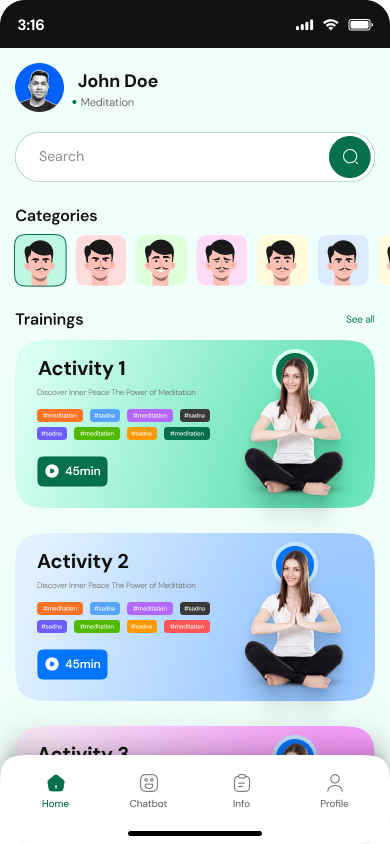 3:16
John Doe
Meditation
Search
Categories
Trainings See all
Activity 1
Discover Inner Peace The Power of Meditation
#meditation #sadna #meditation #sadna
#sadna #meditation #sadna #meditation
45min
Activity 2
Discover Inner Peace The Power of Meditation
#meditation #sadna #meditation #sadna
#sadna #meditation #sadna #meditation
45min
Activity 3
Home Chatbot Info Profile